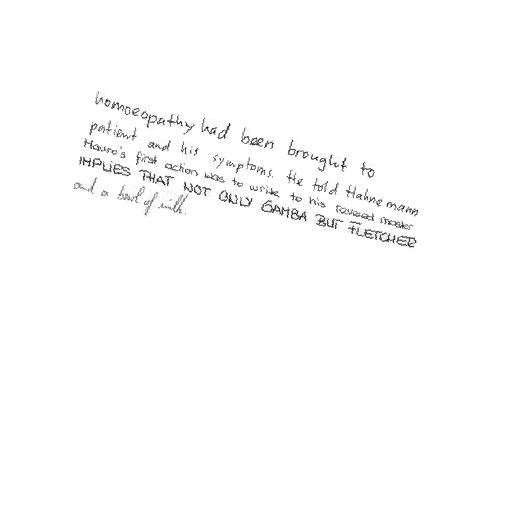 homoeopathy had been brought to
patient and his symptoms. He told Hahnemann
Mauro's first action was to write to his revered master
IMPLIES THAT NOT ONLY GAMBA BUT FLETCHER
and a bowl of milk.